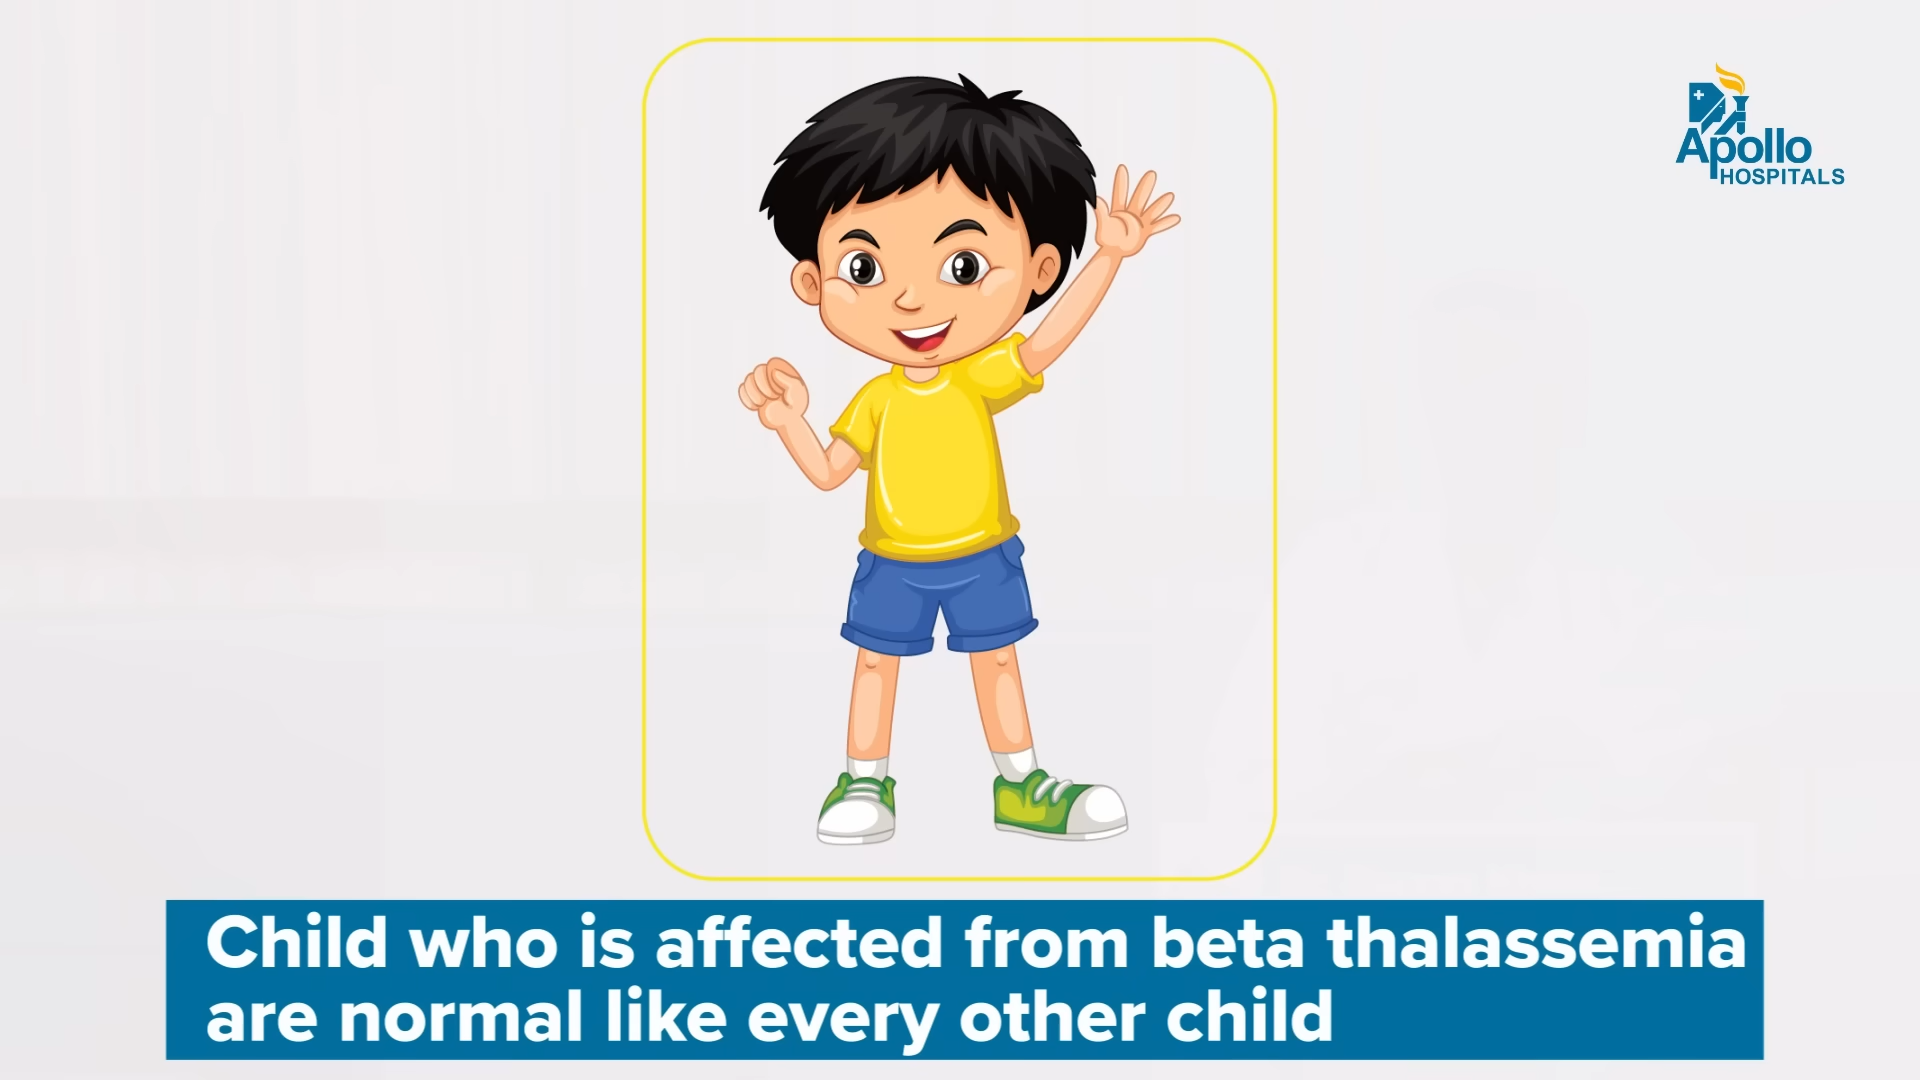 Apollo
HOSPITALS
Child who is affected from beta thalassemia
are normal like every other child